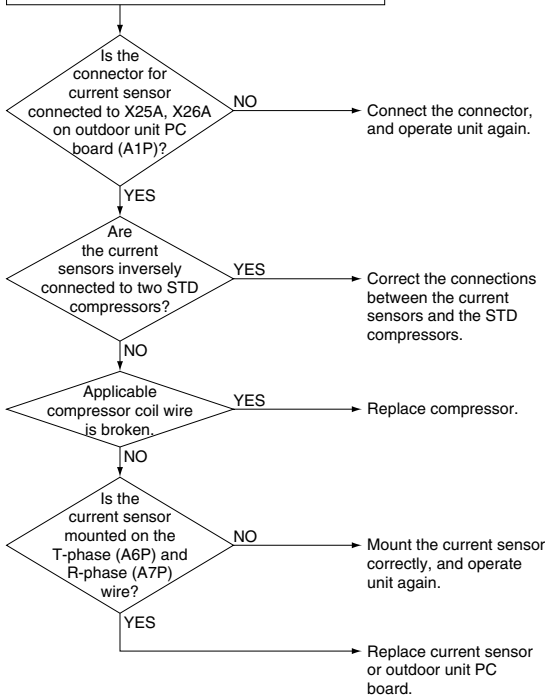 Is the
connector for
current sensor
connected to X25A, X26A
on outdoor unit PC
board (A1P)?
NO
Connect the connector,
and operate unit again.
YES
Are
the current
sensors inversely
connected to two STD
compressors?
YES
Correct the connections
between the current
sensors and the STD
compressors.
NO
Applicable
compressor coil wire
is broken.
YES
Replace compressor.
NO
Is the
current sensor
mounted on the
T-phase (A6P) and
R-phase (A7P)
wire?
NO
Mount the current sensor
correctly, and operate
unit again.
YES
Replace current sensor
or outdoor unit PC
board.